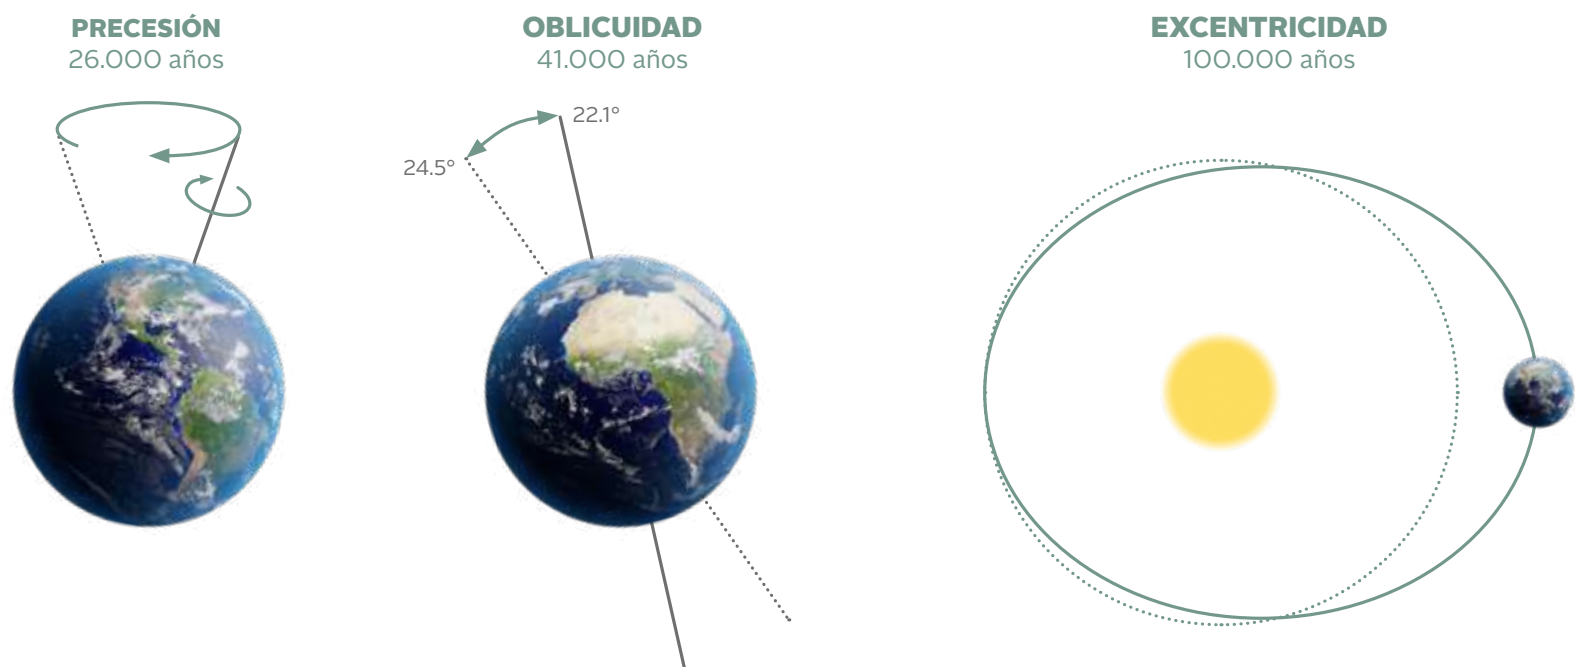 PRECESIÓN
26.000 años
OBLICUIDAD
41.000 años
22.1°
24.5°
EXCENTRICIDAD
100.000 años